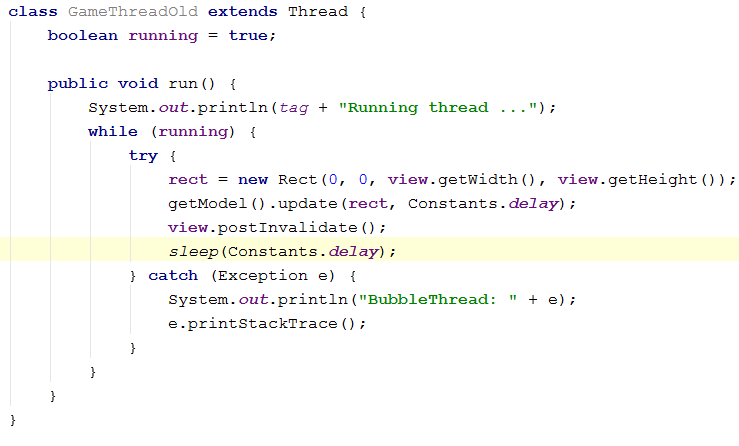 class GameThreadOld extends Thread {
    boolean running = true;

    public void run() {
        System.out.println(tag + "Running thread ...");
        while (running) {
            try {
                rect = new Rect(0, 0, view.getWidth(), view.getHeight());
                getModel().update(rect, Constants.delay);
                view.postInvalidate();
                sleep(Constants.delay);
            } catch (Exception e) {
                System.out.println("BubbleThread: " + e);
                e.printStackTrace();
            }
        }
    }
}